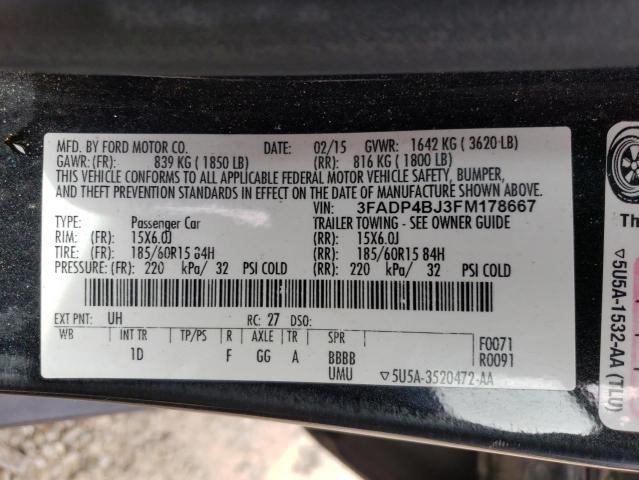 MFD. BY FORD MOTOR CO. DATE: 02/15 GVWR: 1642 KG ( 3620 LB)
GAWR: (FR): 839 KG ( 1850 LB) (RR): 816 KG ( 1800 LB)
THIS VEHICLE CONFORMS TO ALL APPLICABLE FEDERAL MOTOR VEHICLE SAFETY, BUMPER,
AND THEFT PREVENTION STANDARDS IN EFFECT ON THE DATE OF MANUFACTURE SHOWN ABOVE.
VIN: 3FADP4BJ3FM178667
TYPE: Passenger Car TRAILER TOWING - SEE OWNER GUIDE
RIM: (FR): 15X6.0J (RR): 15X6.0J
TIRE: (FR): 185/60R15 84H (RR): 185/60R15 84H
PRESSURE: (FR): 220 kPa/ 32 PSI COLD (RR): 220 kPa/ 32 PSI COLD
EXT PNT: UH RC: 27 DSO:
WB INT TR TP/PS R AXLE TR SPR F0071
1D F GG A BBBB R0091
UMU ▽5U5A-3520472-AA
▽5U5A-1532-AA (TLU)